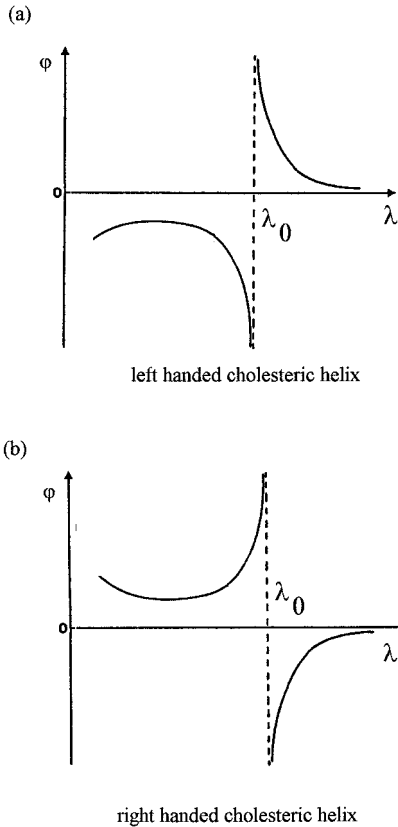 (a)
φ
0
λ0
λ
left handed cholesteric helix
(b)
φ
0
λ0
λ
right handed cholesteric helix